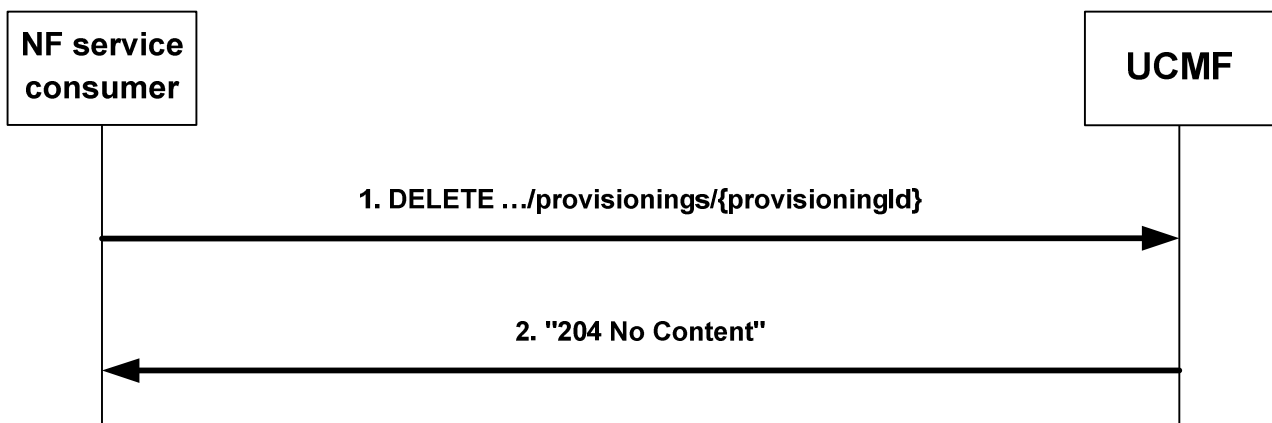 NF service
consumer
UCMF
1. DELETE …/provisionings/{provisioningId}
2. "204 No Content"